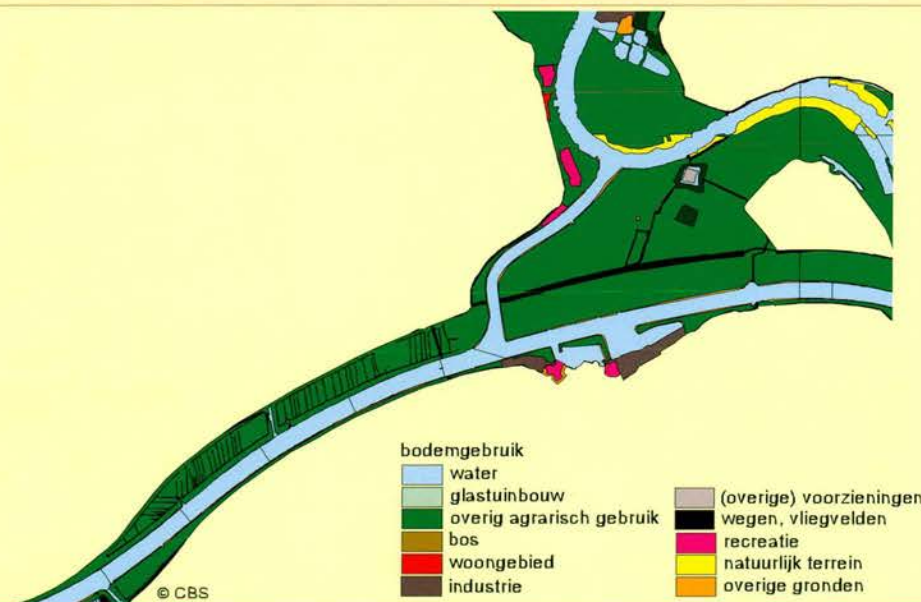 bodemgebruik
water
glastuinbouw
overig agrarisch gebruik
bos
woongebied
industrie
(overige) voorzieningen
wegen, vliegvelden
recreatie
natuurlijk terrein
overige gronden
© CBS